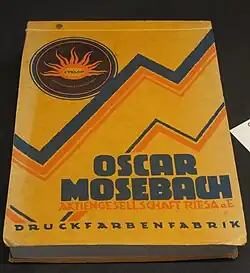 OSCAR
MOSEBACH
AKTIENGESELLSCHAFT RIESA a.E.
DRUCKFARBENFABRIK